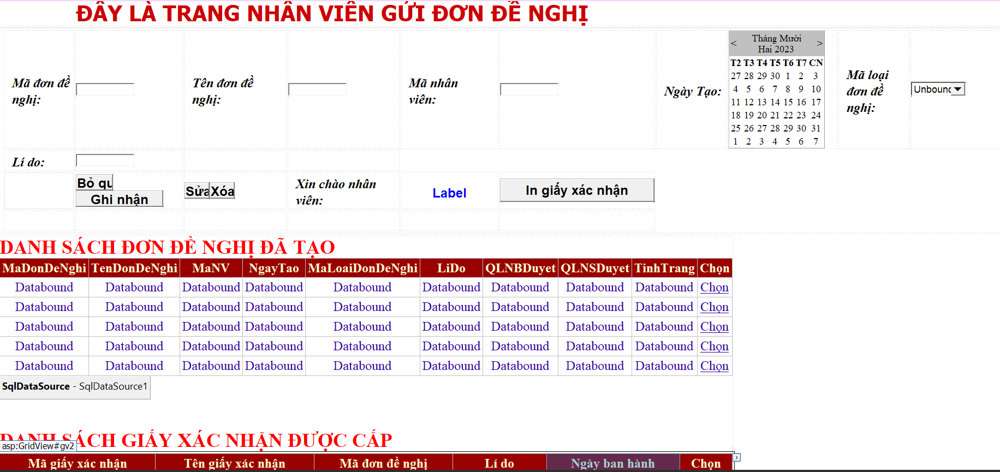 ĐÂY LÀ TRANG NHÂN VIÊN GỬI ĐƠN ĐỀ NGHỊ
Mã đơn đề
nghị:
Tên đơn đề
nghị:
Mã nhân
viên:
Ngày Tạo:
< Tháng Mười
Hai 2023 >
T2 T3 T4 T5 T6 T7 CN
27 28 29 30 1 2 3
4 5 6 7 8 9 10
11 12 13 14 15 16 17
18 19 20 21 22 23 24
25 26 27 28 29 30 31
1 2 3 4 5 6 7
Mã loại
đơn đề
nghị:
Unbound
Lí do:
Bỏ qu
Ghi nhận
Sửa Xóa
Xin chào nhân
viên:
Label
In giấy xác nhận
DANH SÁCH ĐƠN ĐỀ NGHỊ ĐÃ TẠO
MaDonDeNghi TenDonDeNghi MaNV NgayTao MaLoaiDonDeNghi LiDo QLNBDuyet QLNSDuyet TinhTrang Chọn
Databound Databound Databound Databound Databound Databound Databound Databound Databound Chọn
Databound Databound Databound Databound Databound Databound Databound Databound Databound Chọn
Databound Databound Databound Databound Databound Databound Databound Databound Databound Chọn
Databound Databound Databound Databound Databound Databound Databound Databound Databound Chọn
Databound Databound Databound Databound Databound Databound Databound Databound Databound Chọn
SqlDataSource - SqlDataSource1
DANH SÁCH GIẤY XÁC NHẬN ĐƯỢC CẤP
asp:GridView#gv2
Mã giấy xác nhận Tên giấy xác nhận Mã đơn đề nghị Lí do Ngày ban hành Chọn